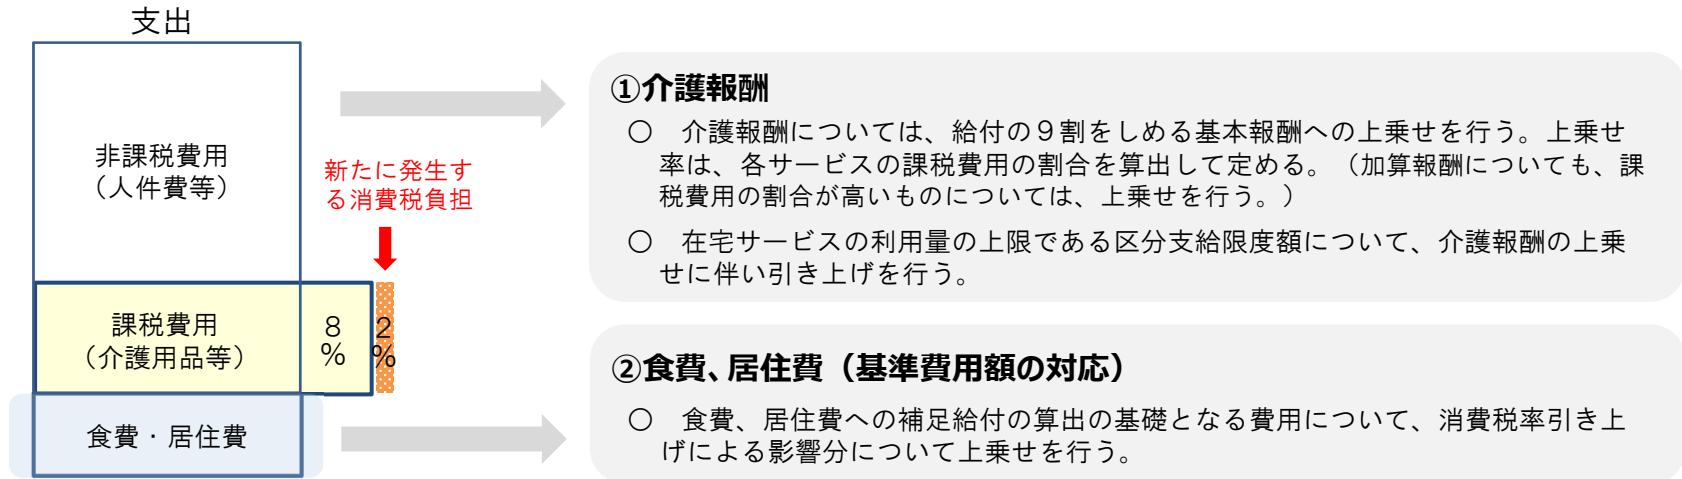 支出
非課税費用
（人件費等）
新たに発生す
る消費税負担
課税費用
（介護用品等）
８
％
２
％
食費・居住費
①介護報酬
○　介護報酬については、給付の９割をしめる基本報酬への上乗せを行う。上乗せ
率は、各サービスの課税費用の割合を算出して定める。（加算報酬についても、課
税費用の割合が高いものについては、上乗せを行う。）
○　在宅サービスの利用量の上限である区分支給限度額について、介護報酬の上乗
せに伴い引き上げを行う。
②食費、居住費（基準費用額の対応）
○　食費、居住費への補足給付の算出の基礎となる費用について、消費税率引き上
げによる影響分について上乗せを行う。